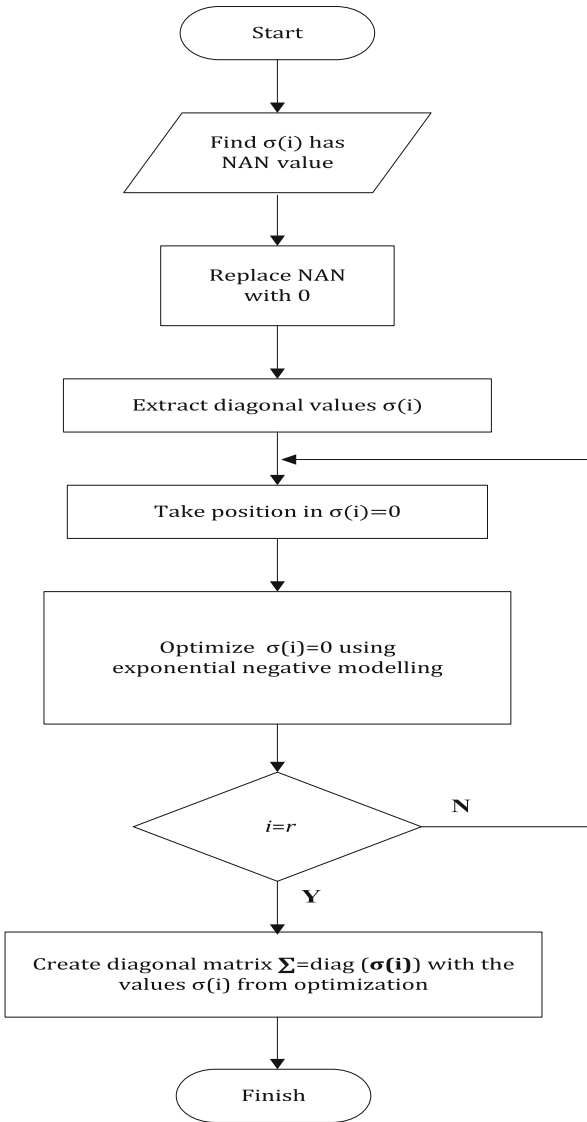 Start
Find σ(i) has
NAN value
Replace NAN
with 0
Extract diagonal values σ(i)
Take position in σ(i)=0
Optimize σ(i)=0 using
exponential negative modelling
i=r
N
Y
Create diagonal matrix Σ=diag (σ(i)) with the
values σ(i) from optimization
Finish